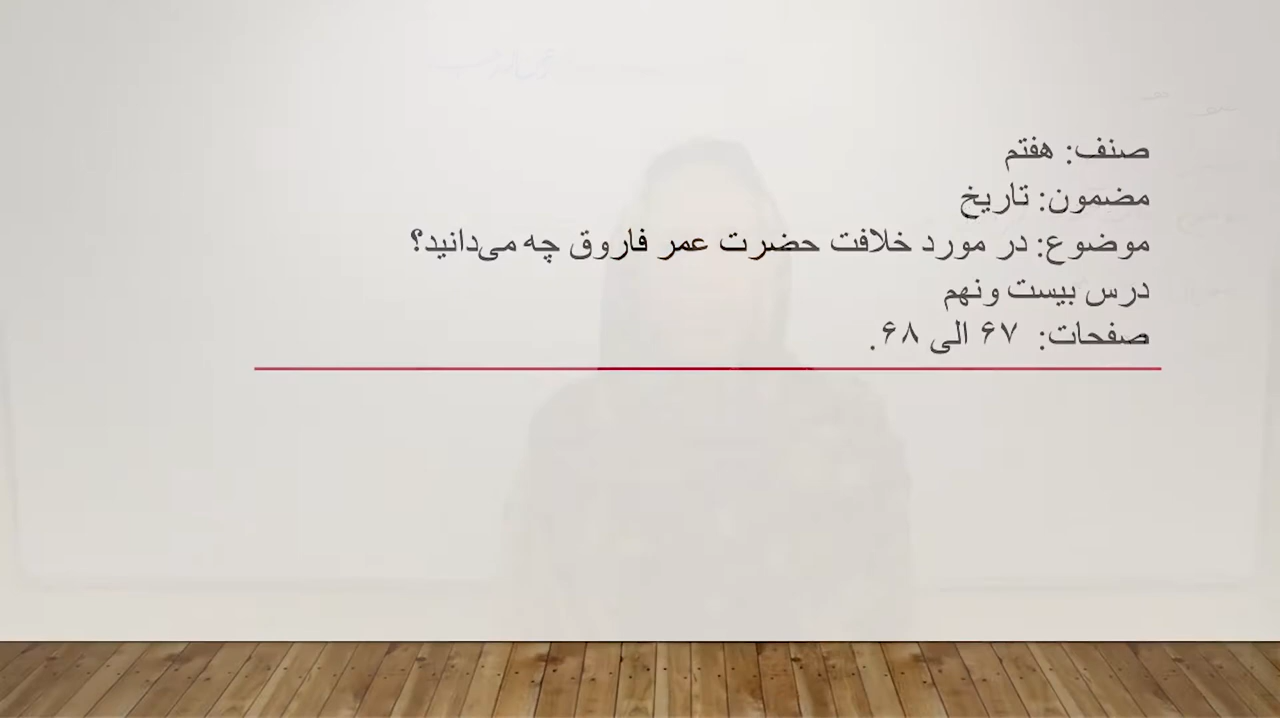 صنف: هفتم
مضمون: تاریخ
موضوع: در مورد خلافت حضرت عمر فاروق چه می‌دانید؟
درس بیست ونهم
صفحات: ۶۷ الی ۶۸.